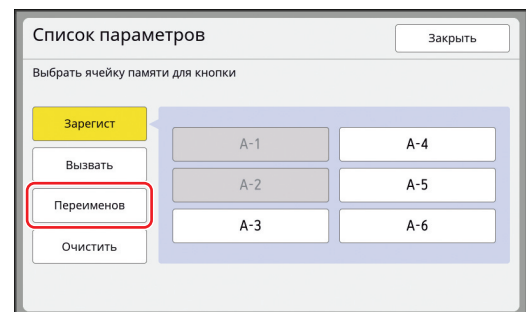 Список параметров
Закрыть
Выбрать ячейку памяти для кнопки
Зарегист
Вызвать
Переименов
Очистить
A-1
A-4
A-2
A-5
A-3
A-6